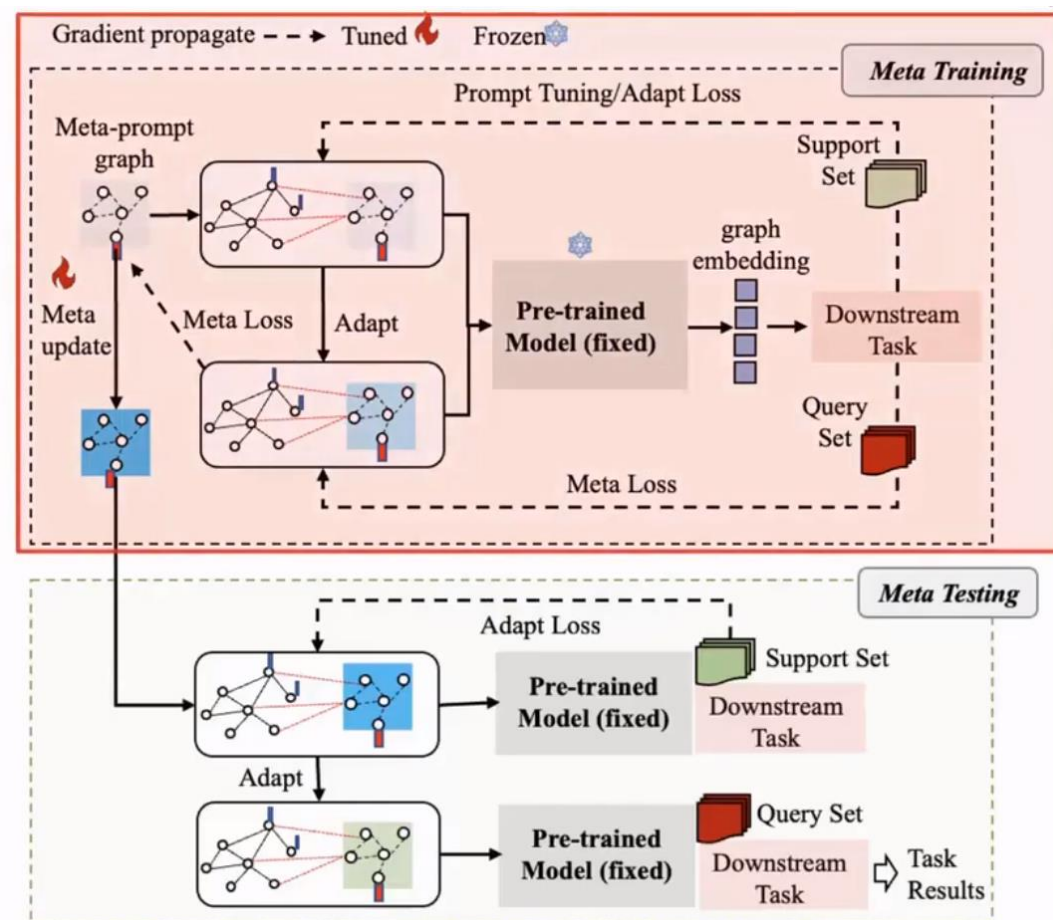 Gradient propagate
Tuned
Frozen
Meta Training
Prompt Tuning/Adapt Loss
Meta-prompt
graph
Support
Set
graph
embedding
Pre-trained
Model (fixed)
Downstream
Task
Meta
update
Meta Loss
Adapt
Query
Set
Meta Loss
Meta Testing
Adapt Loss
Support Set
Pre-trained
Model (fixed)
Downstream
Task
Adapt
Query Set
Pre-trained
Model (fixed)
Downstream
Task
Task
Results